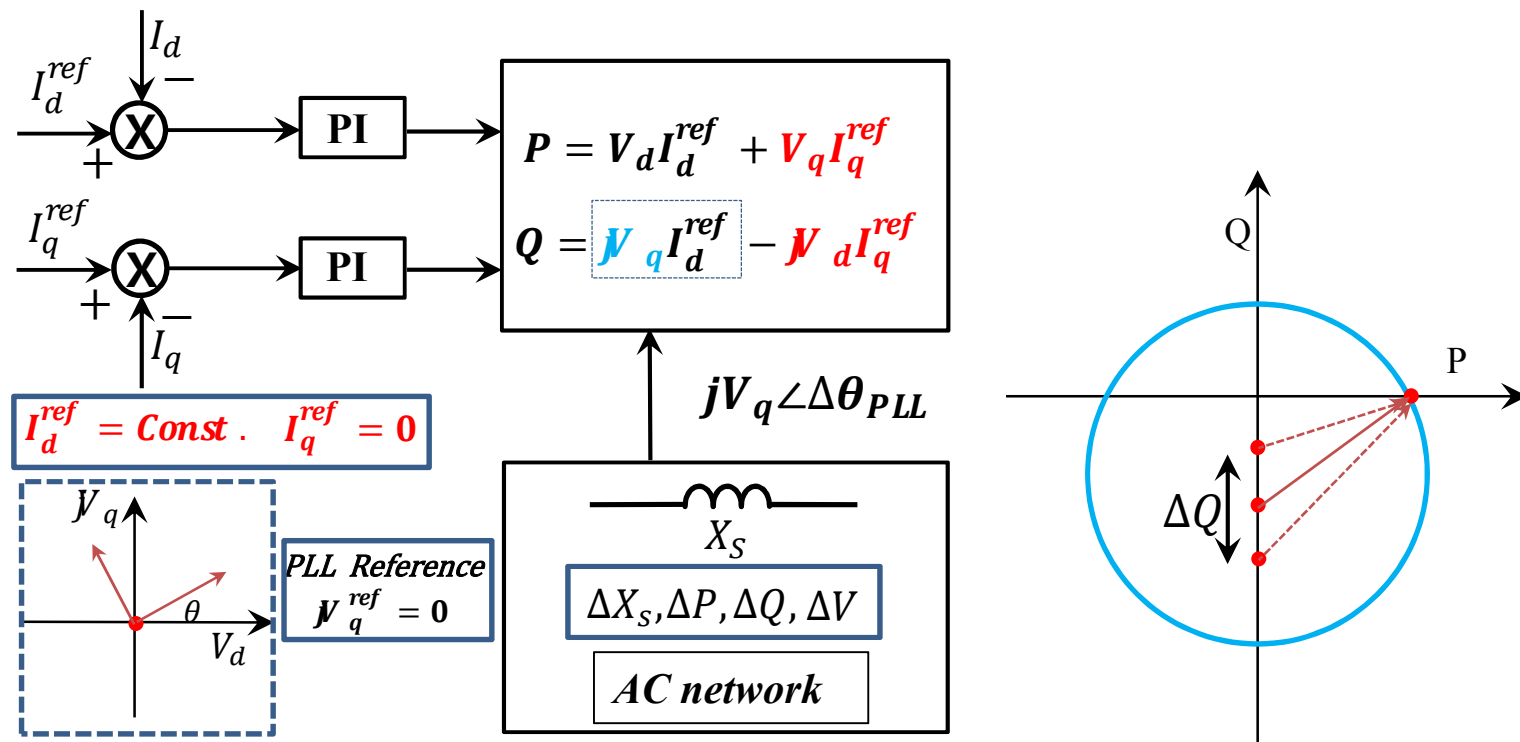 I_d
I_d^{ref}
−
X
+
PI
I_q^{ref}
X
+
PI
−
I_q
P = V_d I_d^{ref} + V_q I_q^{ref}
Q = jV_q I_d^{ref} − jV_d I_q^{ref}
I_d^{ref} = Const. I_q^{ref} = 0
jV_q∠Δθ_{PLL}
jV_q
θ
V_d
PLL Reference
jV_q^{ref} = 0
X_S
ΔX_s, ΔP, ΔQ, ΔV
AC network
Q
P
ΔQ